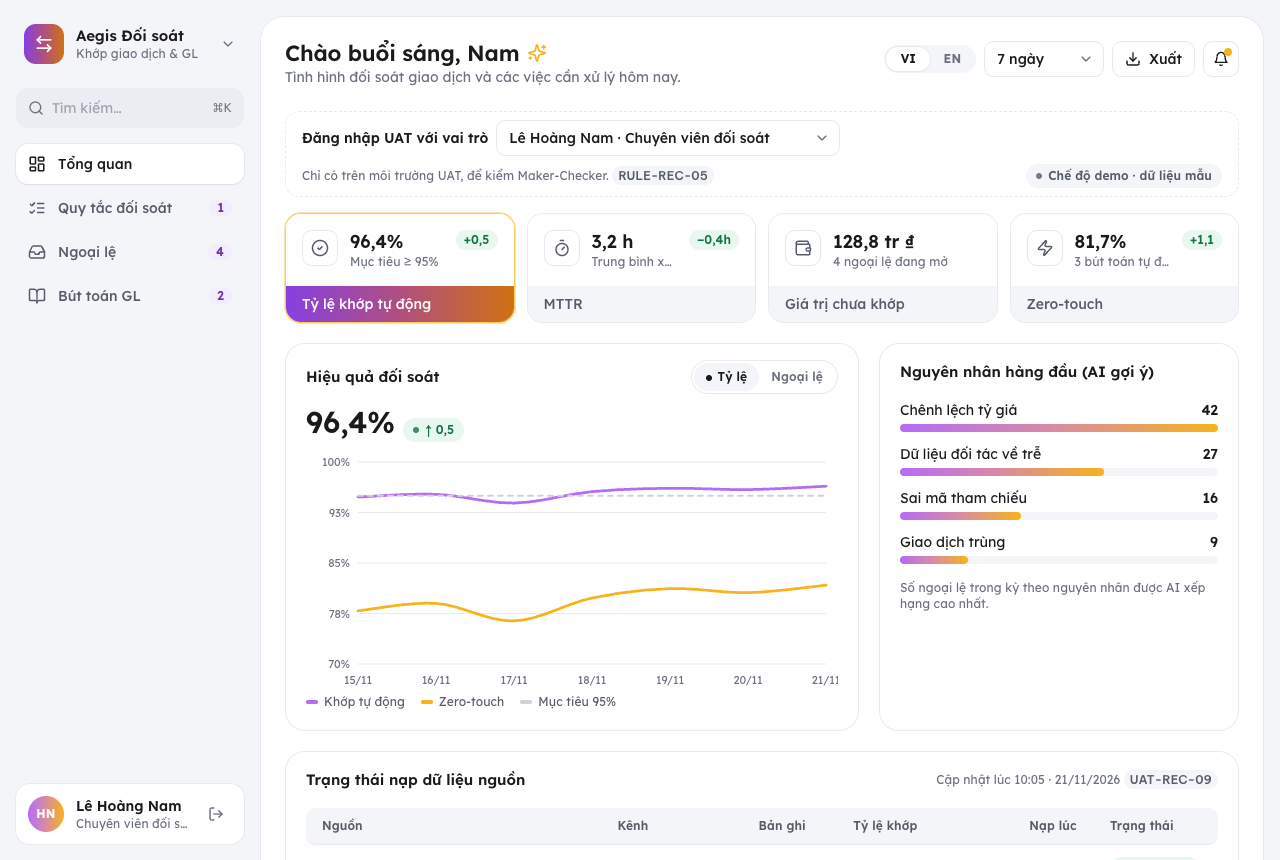 Aegis Đối soát
Khớp giao dịch & GL
Tìm kiếm...
⌘K
Tổng quan
Quy tắc đối soát 1
Ngoại lệ 4
Bút toán GL 2
HN
Lê Hoàng Nam
Chuyên viên đối s...
Chào buổi sáng, Nam
Tình hình đối soát giao dịch và các việc cần xử lý hôm nay.
VI EN
7 ngày
Xuất
Đăng nhập UAT với vai trò
Lê Hoàng Nam · Chuyên viên đối soát
Chỉ có trên môi trường UAT, để kiểm Maker-Checker. RULE-REC-05
Chế độ demo · dữ liệu mẫu
96,4% +0,5
Mục tiêu ≥ 95%
Tỷ lệ khớp tự động
3,2 h −0,4h
Trung bình x...
MTTR
128,8 tr ₫
4 ngoại lệ đang mở
Giá trị chưa khớp
81,7% +1,1
3 bút toán tự đ...
Zero-touch
Hiệu quả đối soát
Tỷ lệ Ngoại lệ
96,4% ↑ 0,5
100%
93%
85%
78%
70%
15/11 16/11 17/11 18/11 19/11 20/11 21/11
Khớp tự động Zero-touch Mục tiêu 95%
Nguyên nhân hàng đầu (AI gợi ý)
Chênh lệch tỷ giá 42
Dữ liệu đối tác về trễ 27
Sai mã tham chiếu 16
Giao dịch trùng 9
Số ngoại lệ trong kỳ theo nguyên nhân được AI xếp
hạng cao nhất.
Trạng thái nạp dữ liệu nguồn
Cập nhật lúc 10:05 · 21/11/2026 UAT-REC-09
Nguồn Kênh Bản ghi Tỷ lệ khớp Nạp lúc Trạng thái